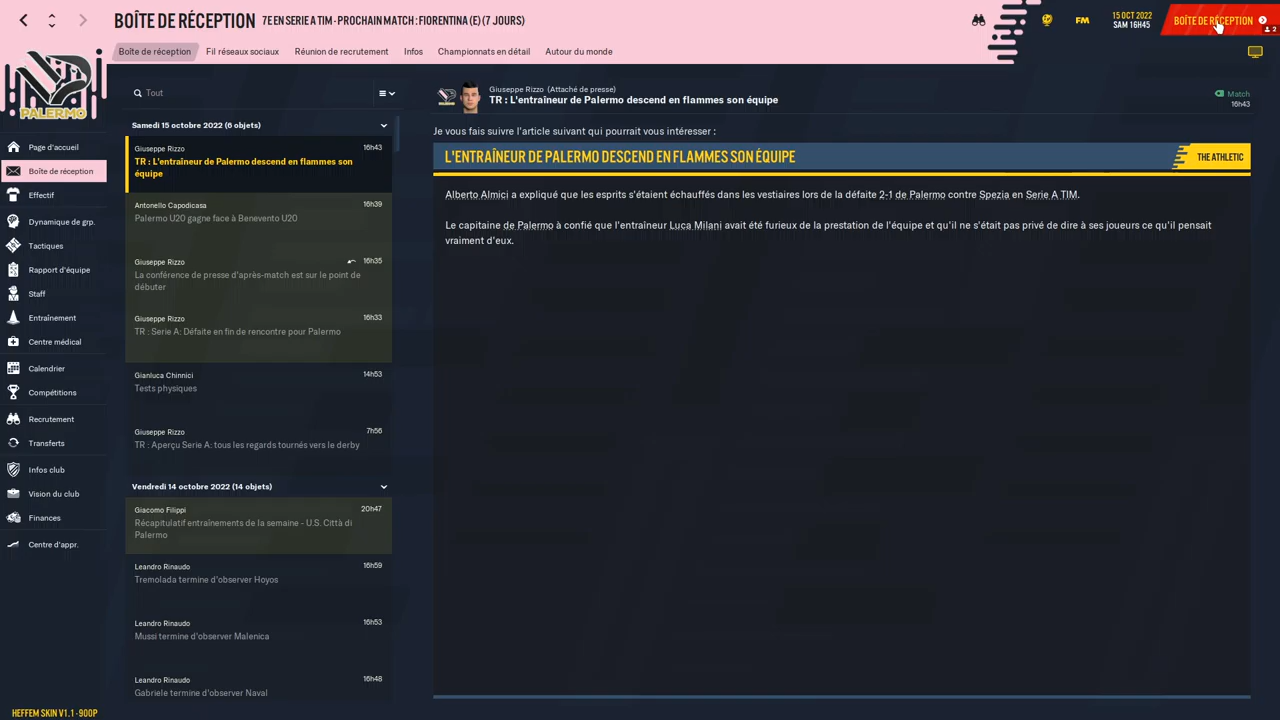 BOÎTE DE RÉCEPTION 7E EN SERIE A TIM - PROCHAIN MATCH : FIORENTINA (E) (7 JOURS)
FM
15 OCT 2022
SAM 16H45
BOÎTE DE RÉCEPTION
2
Boîte de réception Fil réseaux sociaux Réunion de recrutement Infos Championnats en détail Autour du monde
PALERMO
Page d'accueil
Boîte de réception
Effectif
Dynamique de grp.
Tactiques
Rapport d'équipe
Staff
Entraînement
Centre médical
Calendrier
Compétitions
Recrutement
Transferts
Infos club
Vision du club
Finances
Centre d'appr.
HEFFEM SKIN V1.1 - 900P
Tout
Samedi 15 octobre 2022 (6 objets)
Giuseppe Rizzo 16h43
TR : L'entraîneur de Palermo descend en flammes son
équipe
Antonello Capodicasa 16h39
Palermo U20 gagne face à Benevento U20
Giuseppe Rizzo 16h35
La conférence de presse d'après-match est sur le point de
débuter
Giuseppe Rizzo 16h33
TR : Serie A: Défaite en fin de rencontre pour Palermo
Gianluca Chinnici 14h53
Tests physiques
Giuseppe Rizzo 7h56
TR : Aperçu Serie A: tous les regards tournés vers le derby
Vendredi 14 octobre 2022 (14 objets)
Giacomo Filippi 20h47
Récapitulatif entraînements de la semaine - U.S. Città di
Palermo
Leandro Rinaudo 16h59
Tremolada termine d'observer Hoyos
Leandro Rinaudo 16h53
Mussi termine d'observer Malenica
Leandro Rinaudo 16h48
Gabriele termine d'observer Naval
Giuseppe Rizzo (Attaché de presse)
TR : L'entraîneur de Palermo descend en flammes son équipe
Match
16h43
Je vous fais suivre l'article suivant qui pourrait vous intéresser :
L'ENTRAÎNEUR DE PALERMO DESCEND EN FLAMMES SON ÉQUIPE
THE ATHLETIC
Alberto Almici a expliqué que les esprits s'étaient échauffés dans les vestiaires lors de la défaite 2-1 de Palermo contre Spezia en Serie A TIM.
Le capitaine de Palermo à confié que l'entraîneur Luca Milani avait été furieux de la prestation de l'équipe et qu'il ne s'était pas privé de dire à ses joueurs ce qu'il pensait
vraiment d'eux.